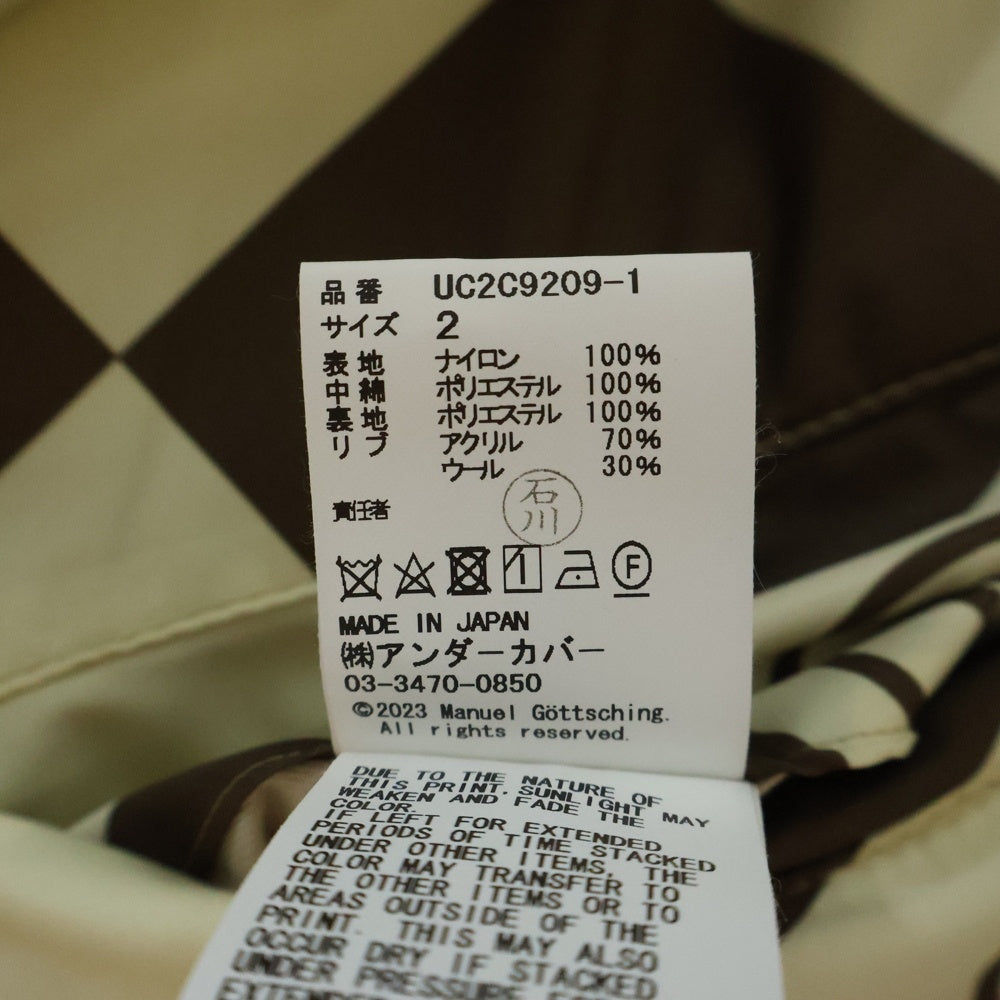 品番 UC2C9209-1
サイズ 2
表地 ナイロン 100%
中綿 ポリエステル 100%
裏地 ポリエステル 100%
リブ アクリル 70%
ウール 30%
責任者 石川
F
MADE IN JAPAN
㈱アンダーカバー
03-3470-0850
©2023 Manuel Göttsching.
All rights reserved.
DUE TO THE NATURE OF
THIS PRINT, SUNLIGHT MAY
WEAKEN AND FADE THE
COLOR.
IF LEFT FOR EXTENDED
PERIODS OF TIME STACKED
UNDER OTHER ITEMS, THE
COLOR MAY TRANSFER TO
THE OTHER ITEMS OR TO
AREAS OUTSIDE OF THE
PRINT. THIS MAY ALSO
OCCUR DRY IF STACKED
UNDER PRESSURE FOR
EXTENDED